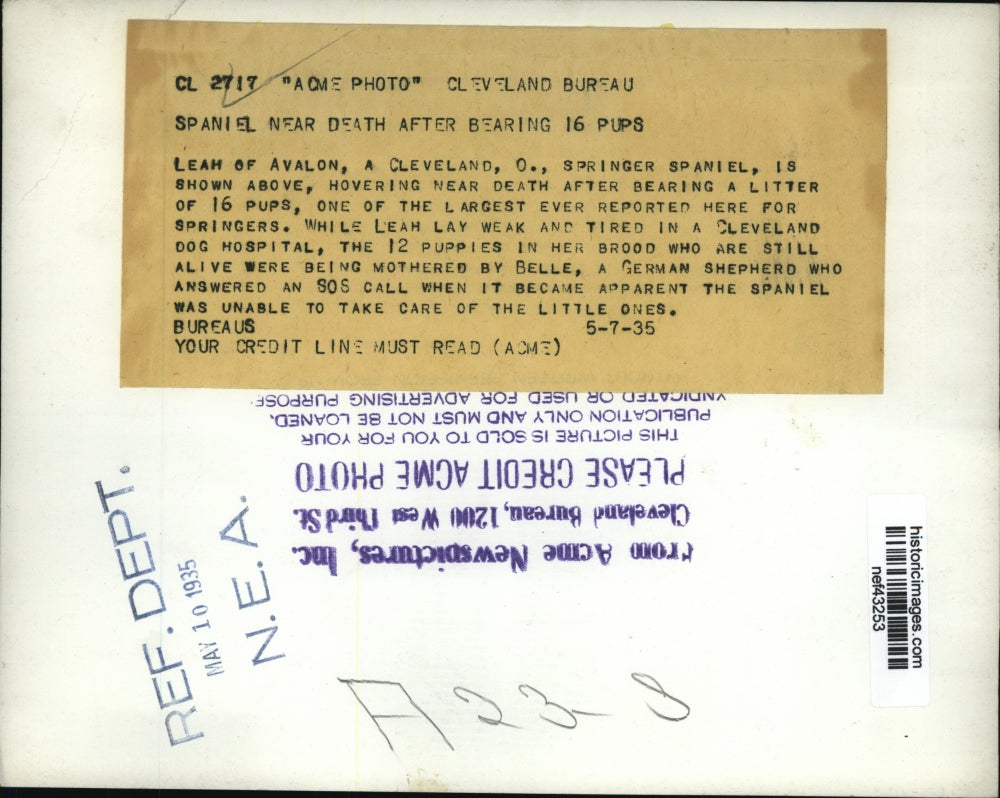 CL 2717 "ACME PHOTO" CLEVELAND BUREAU
SPANIEL NEAR DEATH AFTER BEARING 16 PUPS
LEAH OF AVALON, A CLEVELAND, O., SPRINGER SPANIEL, IS
SHOWN ABOVE, HOVERING NEAR DEATH AFTER BEARING A LITTER
OF 16 PUPS, ONE OF THE LARGEST EVER REPORTED HERE FOR
SPRINGERS. WHILE LEAH LAY WEAK AND TIRED IN A CLEVELAND
DOG HOSPITAL, THE 12 PUPPIES IN HER BROOD WHO ARE STILL
ALIVE WERE BEING MOTHERED BY BELLE, A GERMAN SHEPHERD WHO
ANSWERED AN SOS CALL WHEN IT BECAME APPARENT THE SPANIEL
WAS UNABLE TO TAKE CARE OF THE LITTLE ONES.
BUREAUS 5-7-35
YOUR CREDIT LINE MUST READ (ACME)
From Acme Newspictures, Inc.
Cleveland Bureau, 1200 West Third St.
PLEASE CREDIT ACME PHOTO
THIS PICTURE IS SOLD TO YOU FOR YOUR
PUBLICATION ONLY AND MUST NOT BE LOANED,
YNDICATED OR USED FOR ADVERTISING PURPOSE
REF. DEPT.
MAY 10 1935
N.E.A.
historicimages.com
nef43253
A23-S